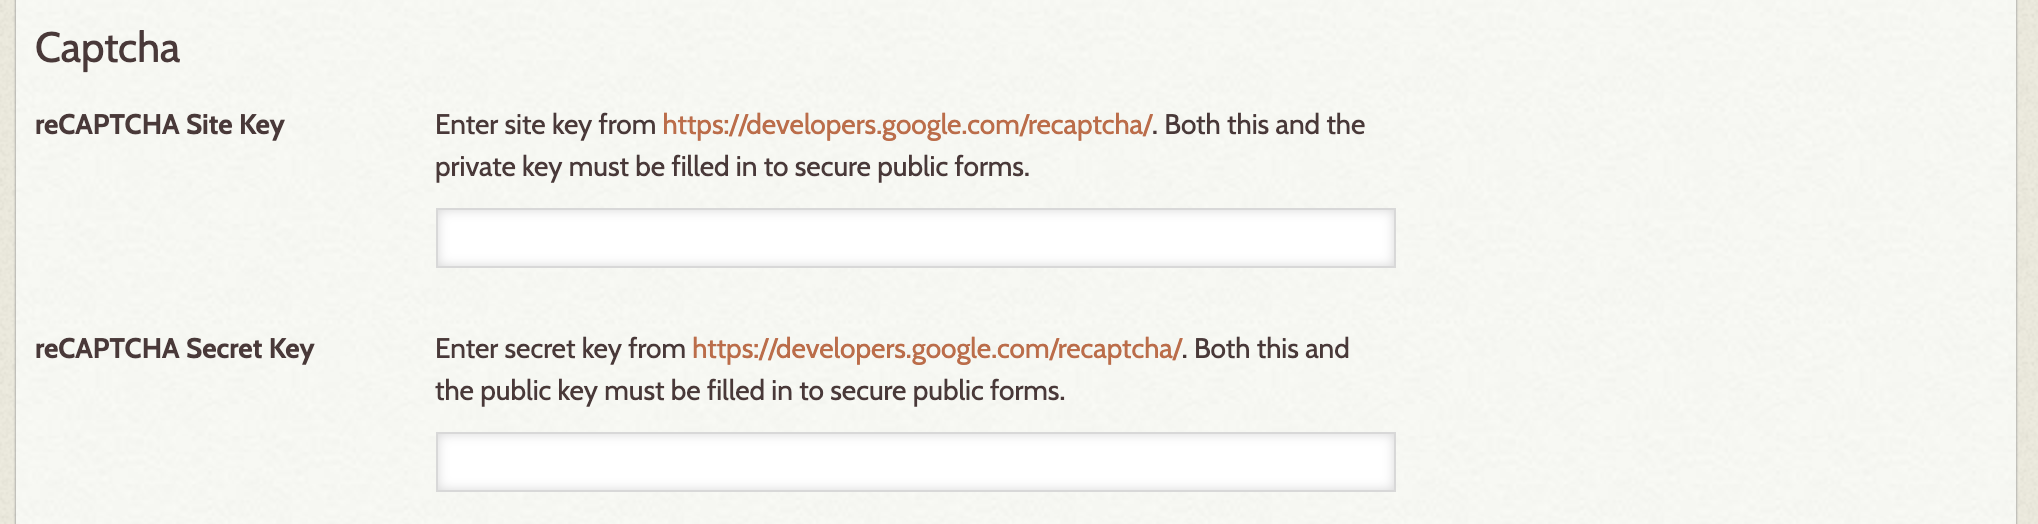 Captcha
reCAPTCHA Site Key
Enter site key from https://developers.google.com/recaptcha/. Both this and the
private key must be filled in to secure public forms.
reCAPTCHA Secret Key
Enter secret key from https://developers.google.com/recaptcha/. Both this and
the public key must be filled in to secure public forms.